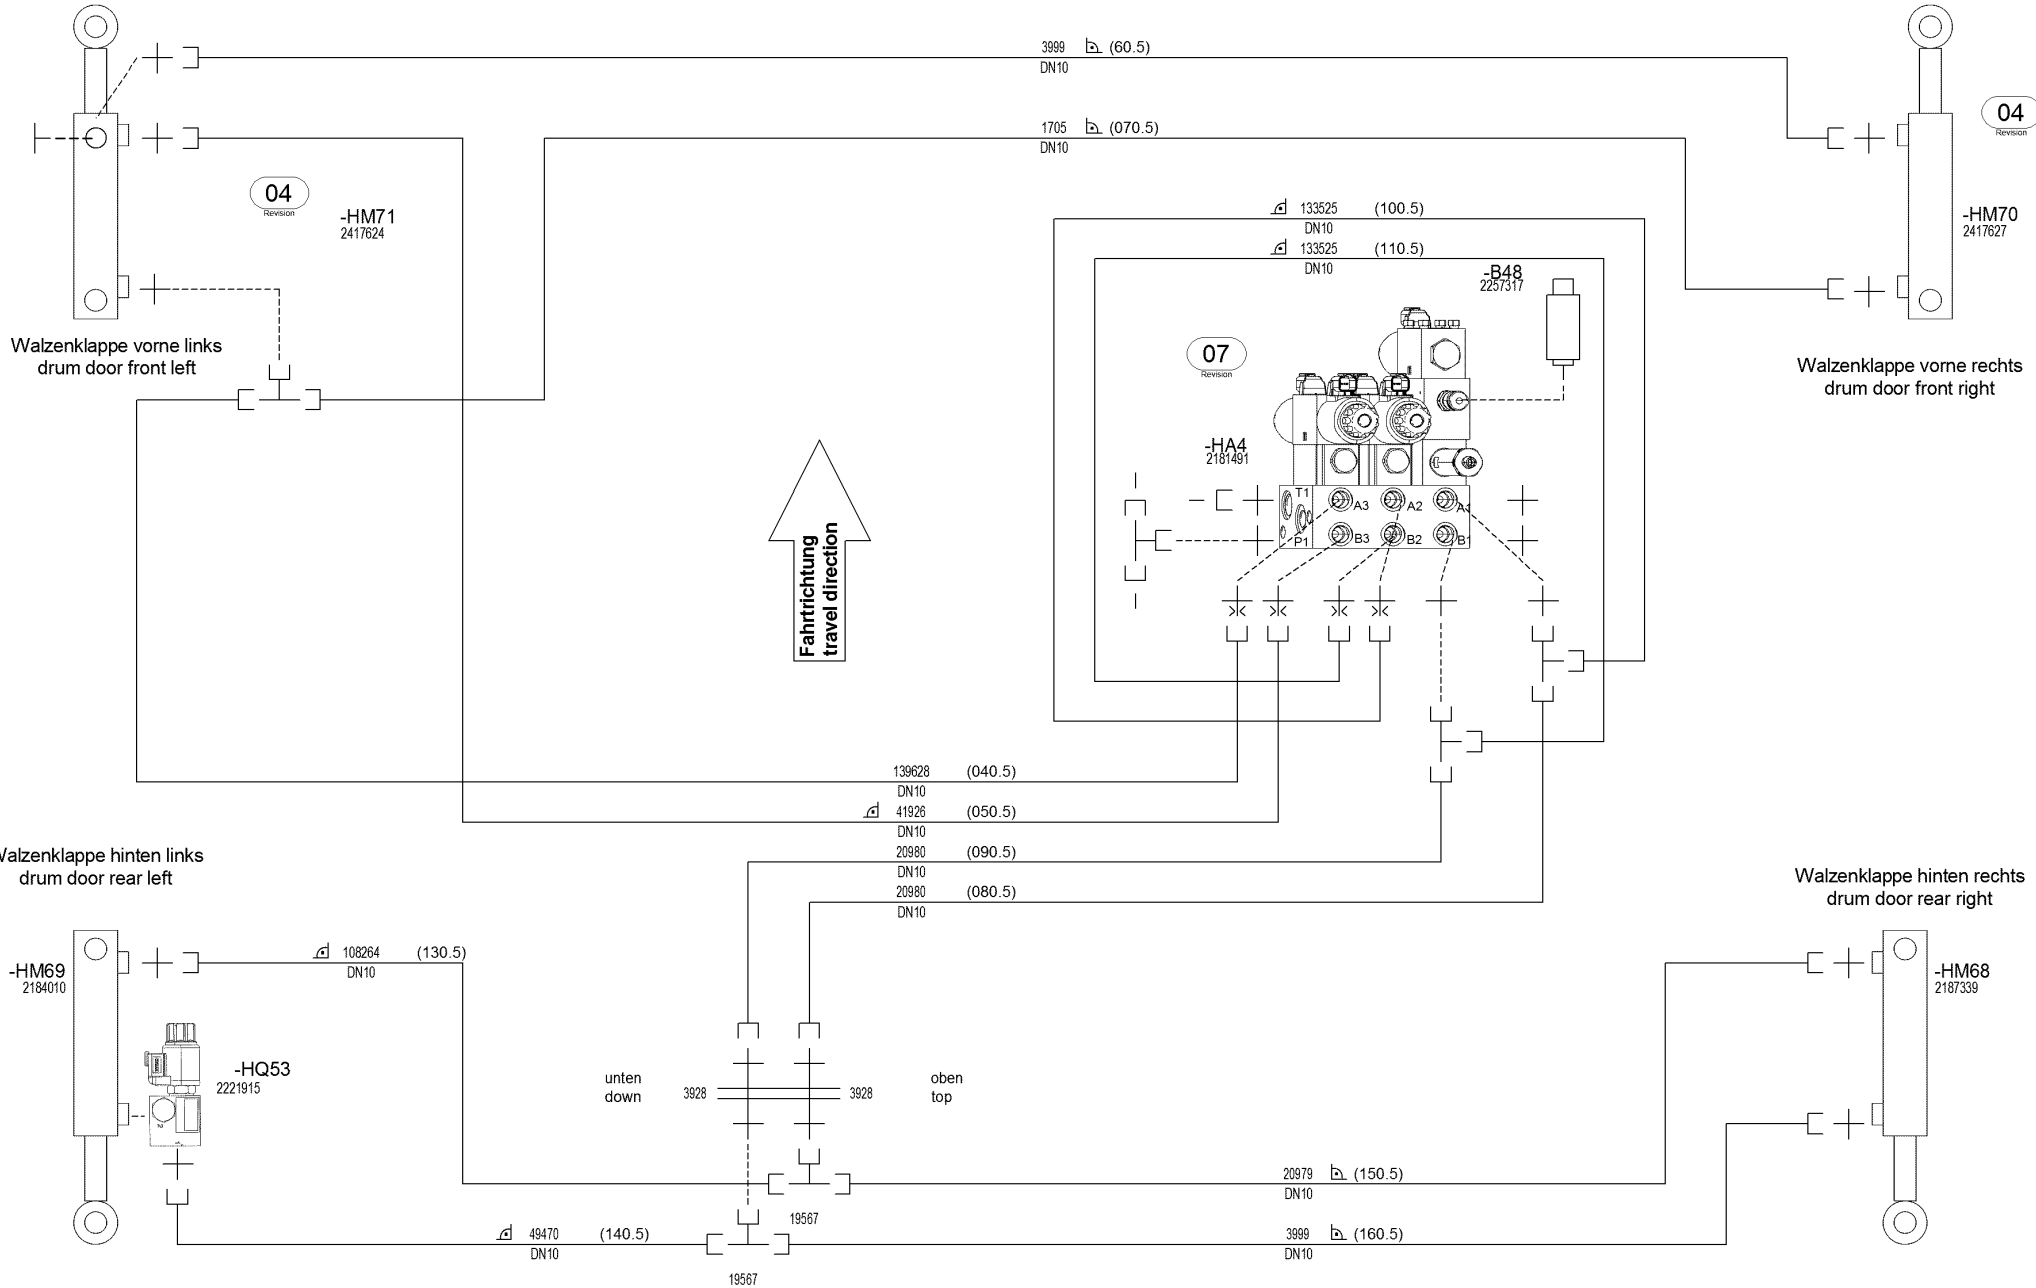 3999 (60.5)
DN10
04
Revision
1705 (070.5)
DN10
04
Revision
-HM71
2417624
133525 (100.5)
DN10
-HM70
2417627
133525 (110.5)
DN10
-B48
2257317
Walzenklappe vorne links
drum door front left
07
Revision
Walzenklappe vorne rechts
drum door front right
-HA4
2181491
T1
A3
A2
A1
P1
B3
B2
B1
Fahrtrichtung
travel direction
139628 (040.5)
DN10
41926 (050.5)
DN10
20980 (090.5)
DN10
20980 (080.5)
DN10
Walzenklappe hinten links
drum door rear left
Walzenklappe hinten rechts
drum door rear right
108264 (130.5)
DN10
-HM69
2184010
-HM68
2187339
-HQ53
2221915
unten
down
3928
3928
oben
top
20979 (150.5)
DN10
19567
49470 (140.5)
DN10
3999 (160.5)
DN10
19567